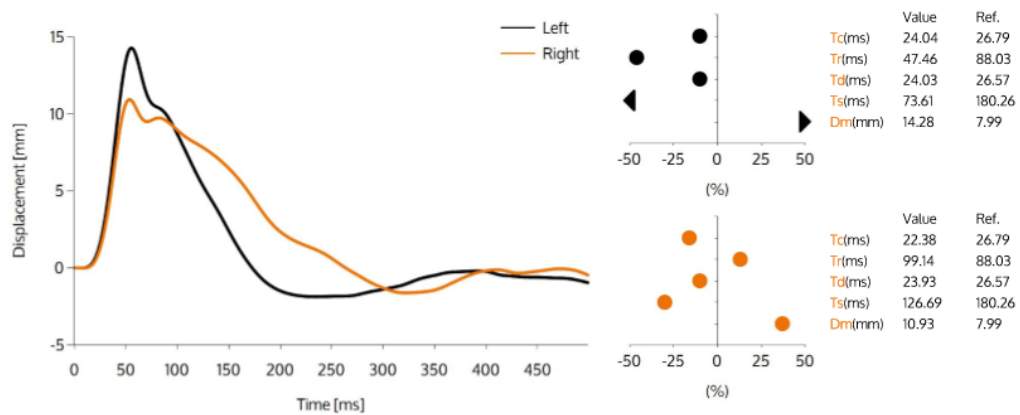 15
10
5
0
-5
0 50 100 150 200 250 300 350 400 450
Displacement [mm]
Time [ms]
Left
Right
-50 -25 0 25 50
(%)
Value Ref.
Tc(ms) 24.04 26.79
Tr(ms) 47.46 88.03
Td(ms) 24.03 26.57
Ts(ms) 73.61 180.26
Dm(mm) 14.28 7.99
-50 -25 0 25 50
(%)
Value Ref.
Tc(ms) 22.38 26.79
Tr(ms) 99.14 88.03
Td(ms) 23.93 26.57
Ts(ms) 126.69 180.26
Dm(mm) 10.93 7.99